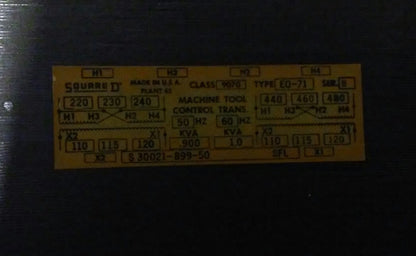 H1 H3 H2 H4
SQUARE D MADE IN U.S.A. CLASS 9070 TYPE EO-71 SER. B
PLANT 45
220 230 240 MACHINE TOOL 440 460 480
CONTROL TRANS.
H1 H3 H2 H4 50 HZ 60 HZ H1 H3 H2 H4
X2 X1 KVA KVA X2 X1
110 115 120 .900 1.0 110 115 120
X2 S 30021-899-50 SFL X1